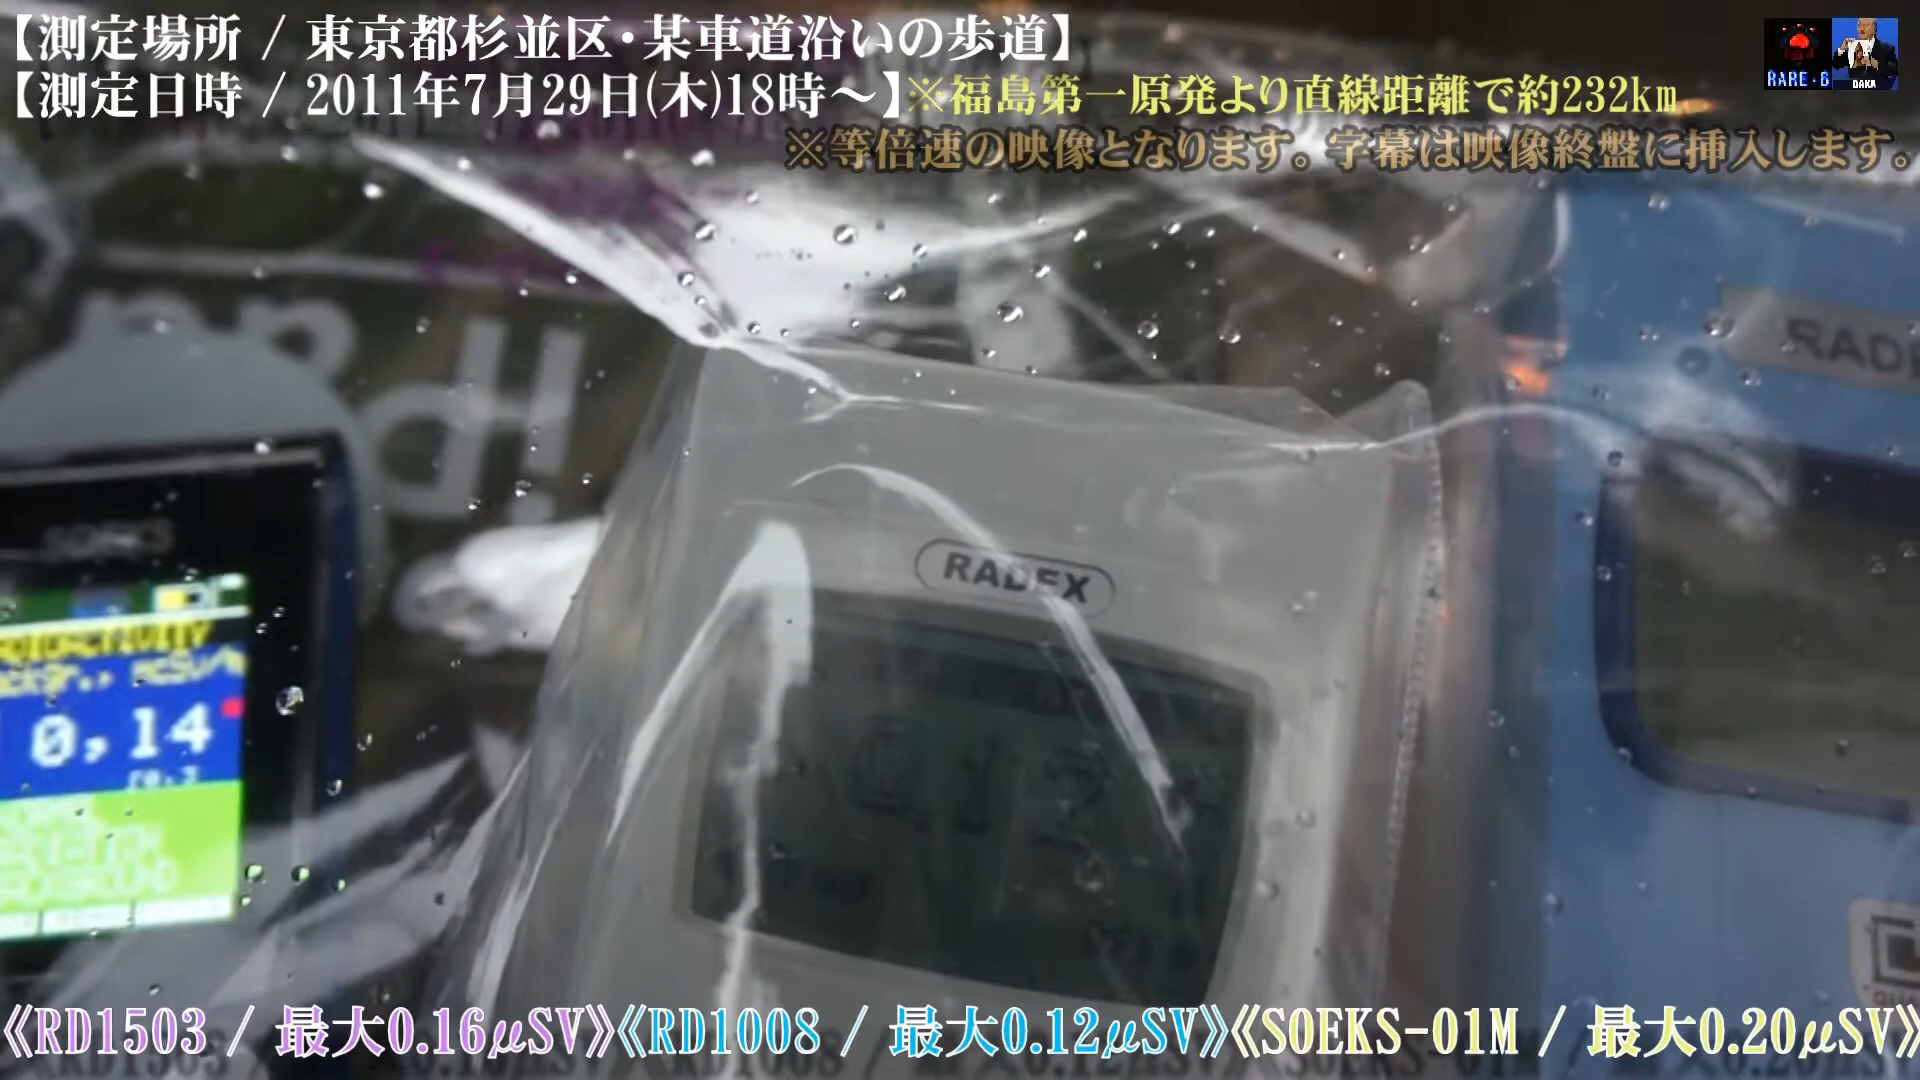 【測定場所 / 東京都杉並区・某車道沿いの歩道】
【測定日時 / 2011年7月29日(木)18時～】※福島第一原発より直線距離で約232km
※等倍速の映像となります。字幕は映像終盤に挿入します。
RARE・6
DAKA
RADEX
SOEKS
0,14
《RD1503 / 最大0.16μSV》《RD1008 / 最大0.12μSV》《SOEKS-01M / 最大0.20μSV》